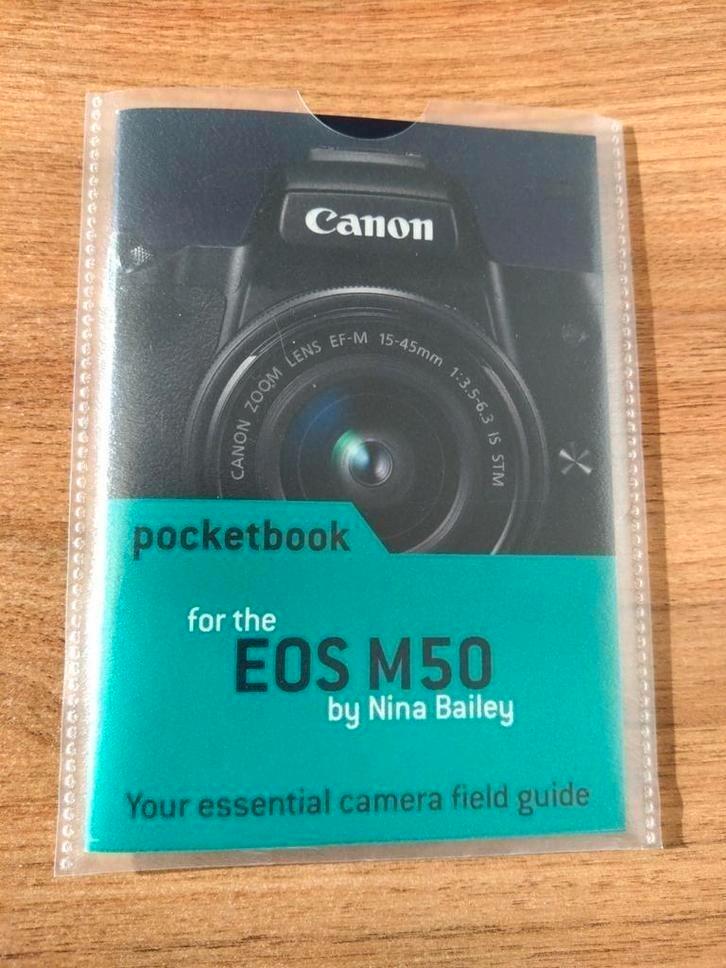 Canon
CANON ZOOM LENS EF-M 15-45mm 1:3.5-6.3 IS STM
pocketbook
for the
EOS M50
by Nina Bailey
Your essential camera field guide